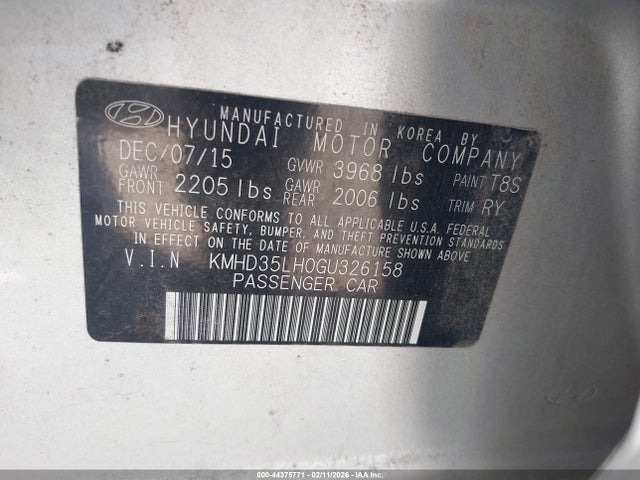 MANUFACTURED IN KOREA BY
HYUNDAI MOTOR COMPANY
DEC/07/15 GVWR 3968 lbs PAINT T8S
GAWR FRONT 2205 lbs GAWR REAR 2006 lbs TRIM RY
THIS VEHICLE CONFORMS TO ALL APPLICABLE U.S.A. FEDERAL
MOTOR VEHICLE SAFETY, BUMPER, AND THEFT PREVENTION STANDARDS
IN EFFECT ON THE DATE OF MANUFACTURE SHOWN ABOVE
V.I.N KMHD35LH0GU326158
PASSENGER CAR
000-44375771 - 02/11/2026 - IAA Inc.